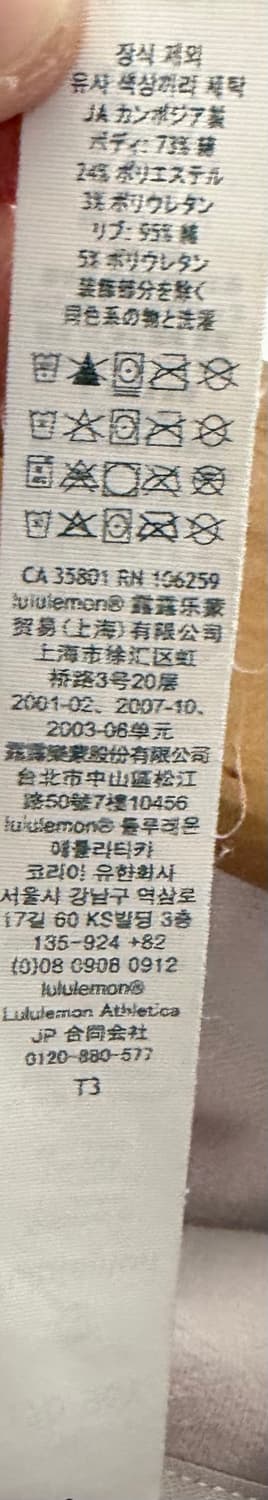 장식 제외
유사 색상끼리 세탁
JA カンボジア製
ボディ: 73% 綿
24% ポリエステル
3% ポリウレタン
リブ: 95% 綿
5% ポリウレタン
装飾部分を除く
同色系の物と洗濯
CA 35801 RN 106259
lululemon® 露露乐蒙
贸易(上海)有限公司
上海市徐汇区虹
桥路3号20层
2001-02、2007-10、
2003-06单元
露露樂蒙股份有限公司
台北市中山區松江
路50號7樓10456
lululemon® 룰루레몬
애틀라티카
코리아 유한회사
서울시 강남구 역삼로
17길 60 KS빌딩 3층
135-924 +82
(0)08 0908 0912
lululemon®
Lululemon Athletica
JP 合同会社
0120-880-577
T3